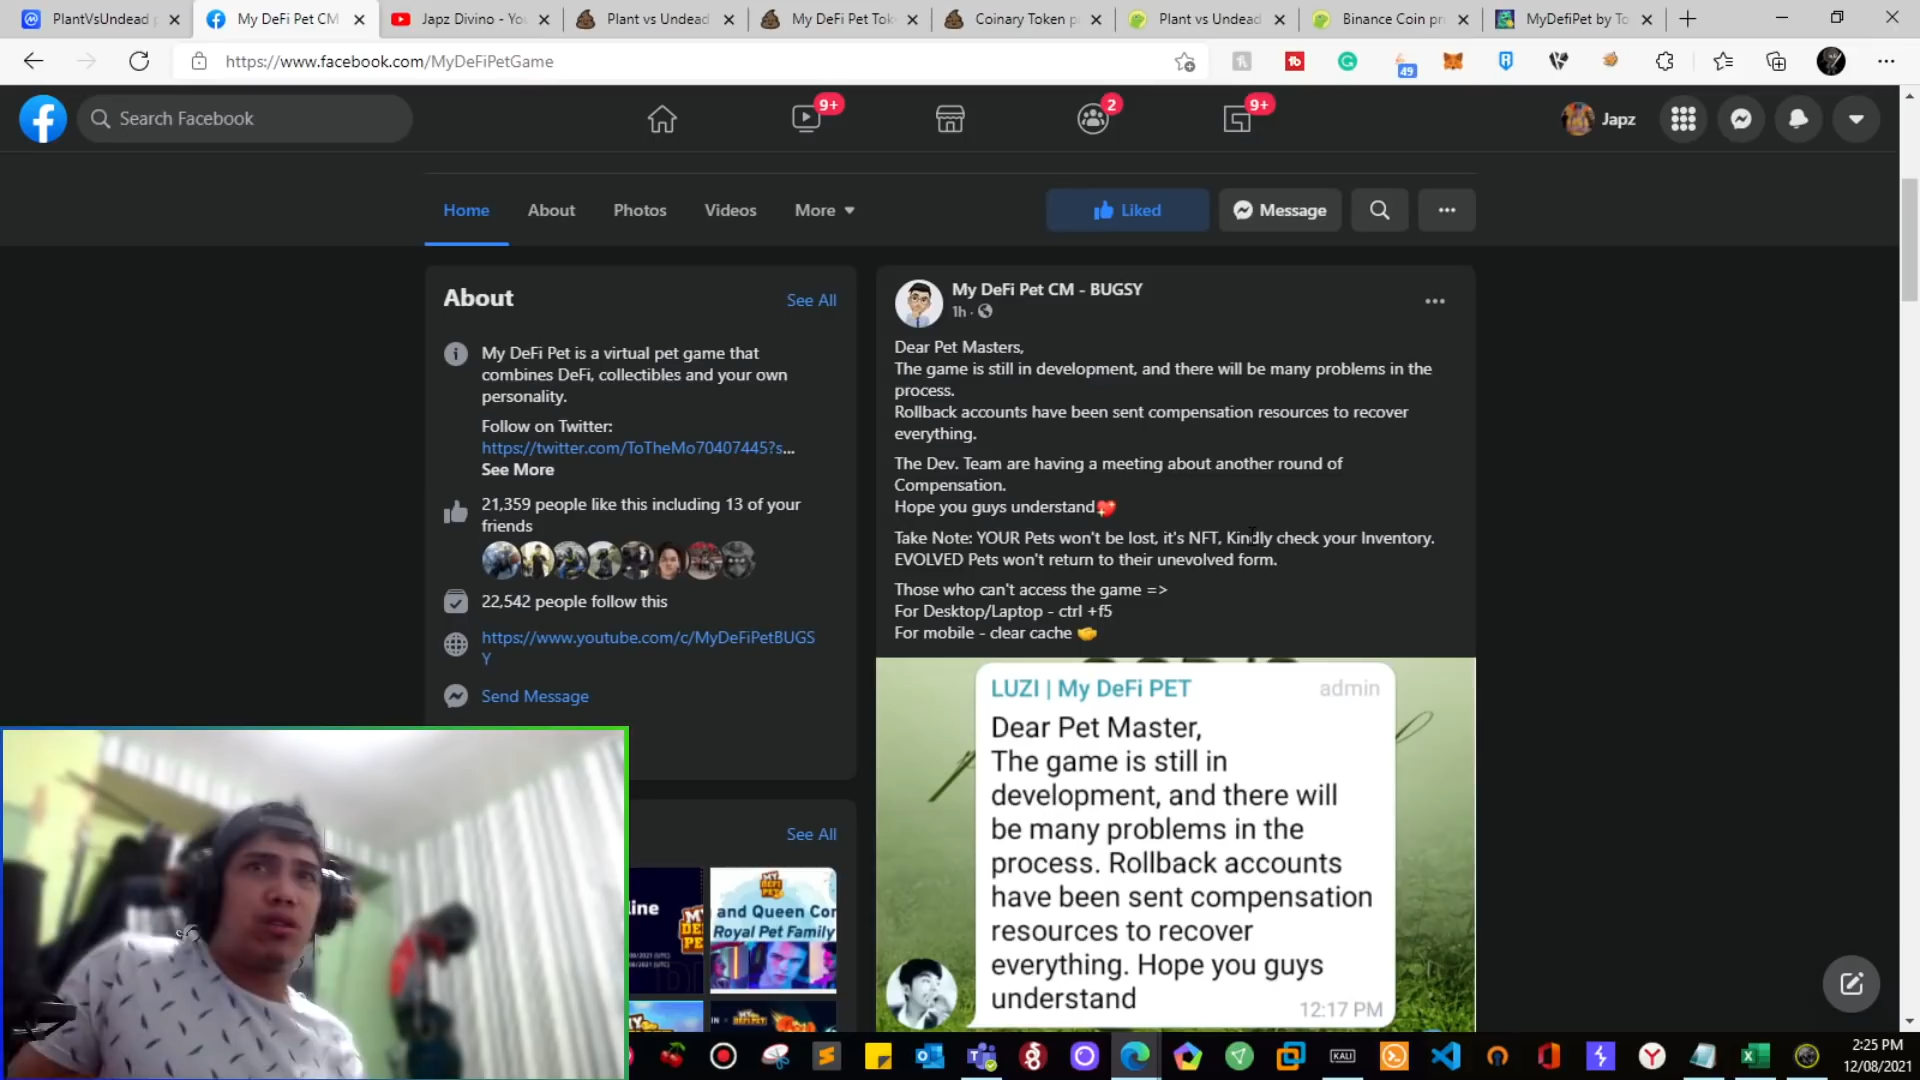 PlantVsUndead p
My DeFi Pet CM
Japz Divino - Yo
Plant vs Undead
My DeFi Pet Tok
Coinary Token p
Plant vs Undead
Binance Coin pri
MyDefiPet by To
https://www.facebook.com/MyDeFiPetGame
49
Search Facebook
9+
2
9+
Japz
Home
About
Photos
Videos
More
Liked
Message
About
See All
My DeFi Pet is a virtual pet game that
combines DeFi, collectibles and your own
personality.
Follow on Twitter:
https://twitter.com/ToTheMo70407445?s...
See More
21,359 people like this including 13 of your
friends
22,542 people follow this
https://www.youtube.com/c/MyDeFiPetBUGS
Y
Send Message
See All
and Queen Cor
Royal Pet Family
My DeFi Pet CM - BUGSY
1h ·
Dear Pet Masters,
The game is still in development, and there will be many problems in the
process.
Rollback accounts have been sent compensation resources to recover
everything.
The Dev. Team are having a meeting about another round of
Compensation.
Hope you guys understand💖
Take Note: YOUR Pets won't be lost, it's NFT, Kindly check your Inventory.
EVOLVED Pets won't return to their unevolved form.
Those who can't access the game =>
For Desktop/Laptop - ctrl +f5
For mobile - clear cache 🤝
LUZI | My DeFi PET
admin
Dear Pet Master,
The game is still in
development, and there will
be many problems in the
process. Rollback accounts
have been sent compensation
resources to recover
everything. Hope you guys
understand
12:17 PM
KALI
2:25 PM
12/08/2021